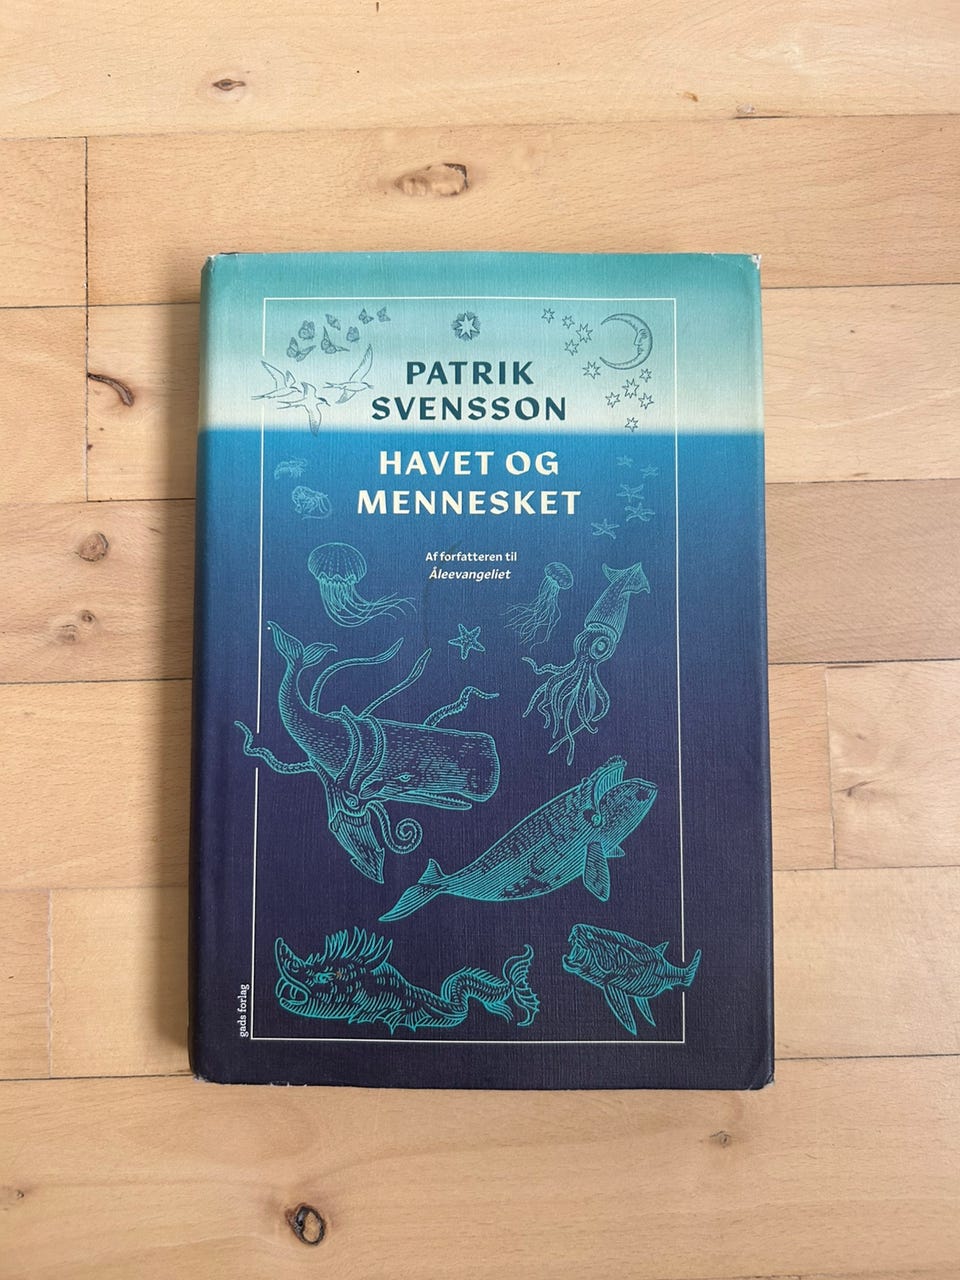 PATRIK
SVENSSON
HAVET OG
MENNESKET
Af forfatteren til
Åleevangeliet
gads forlag